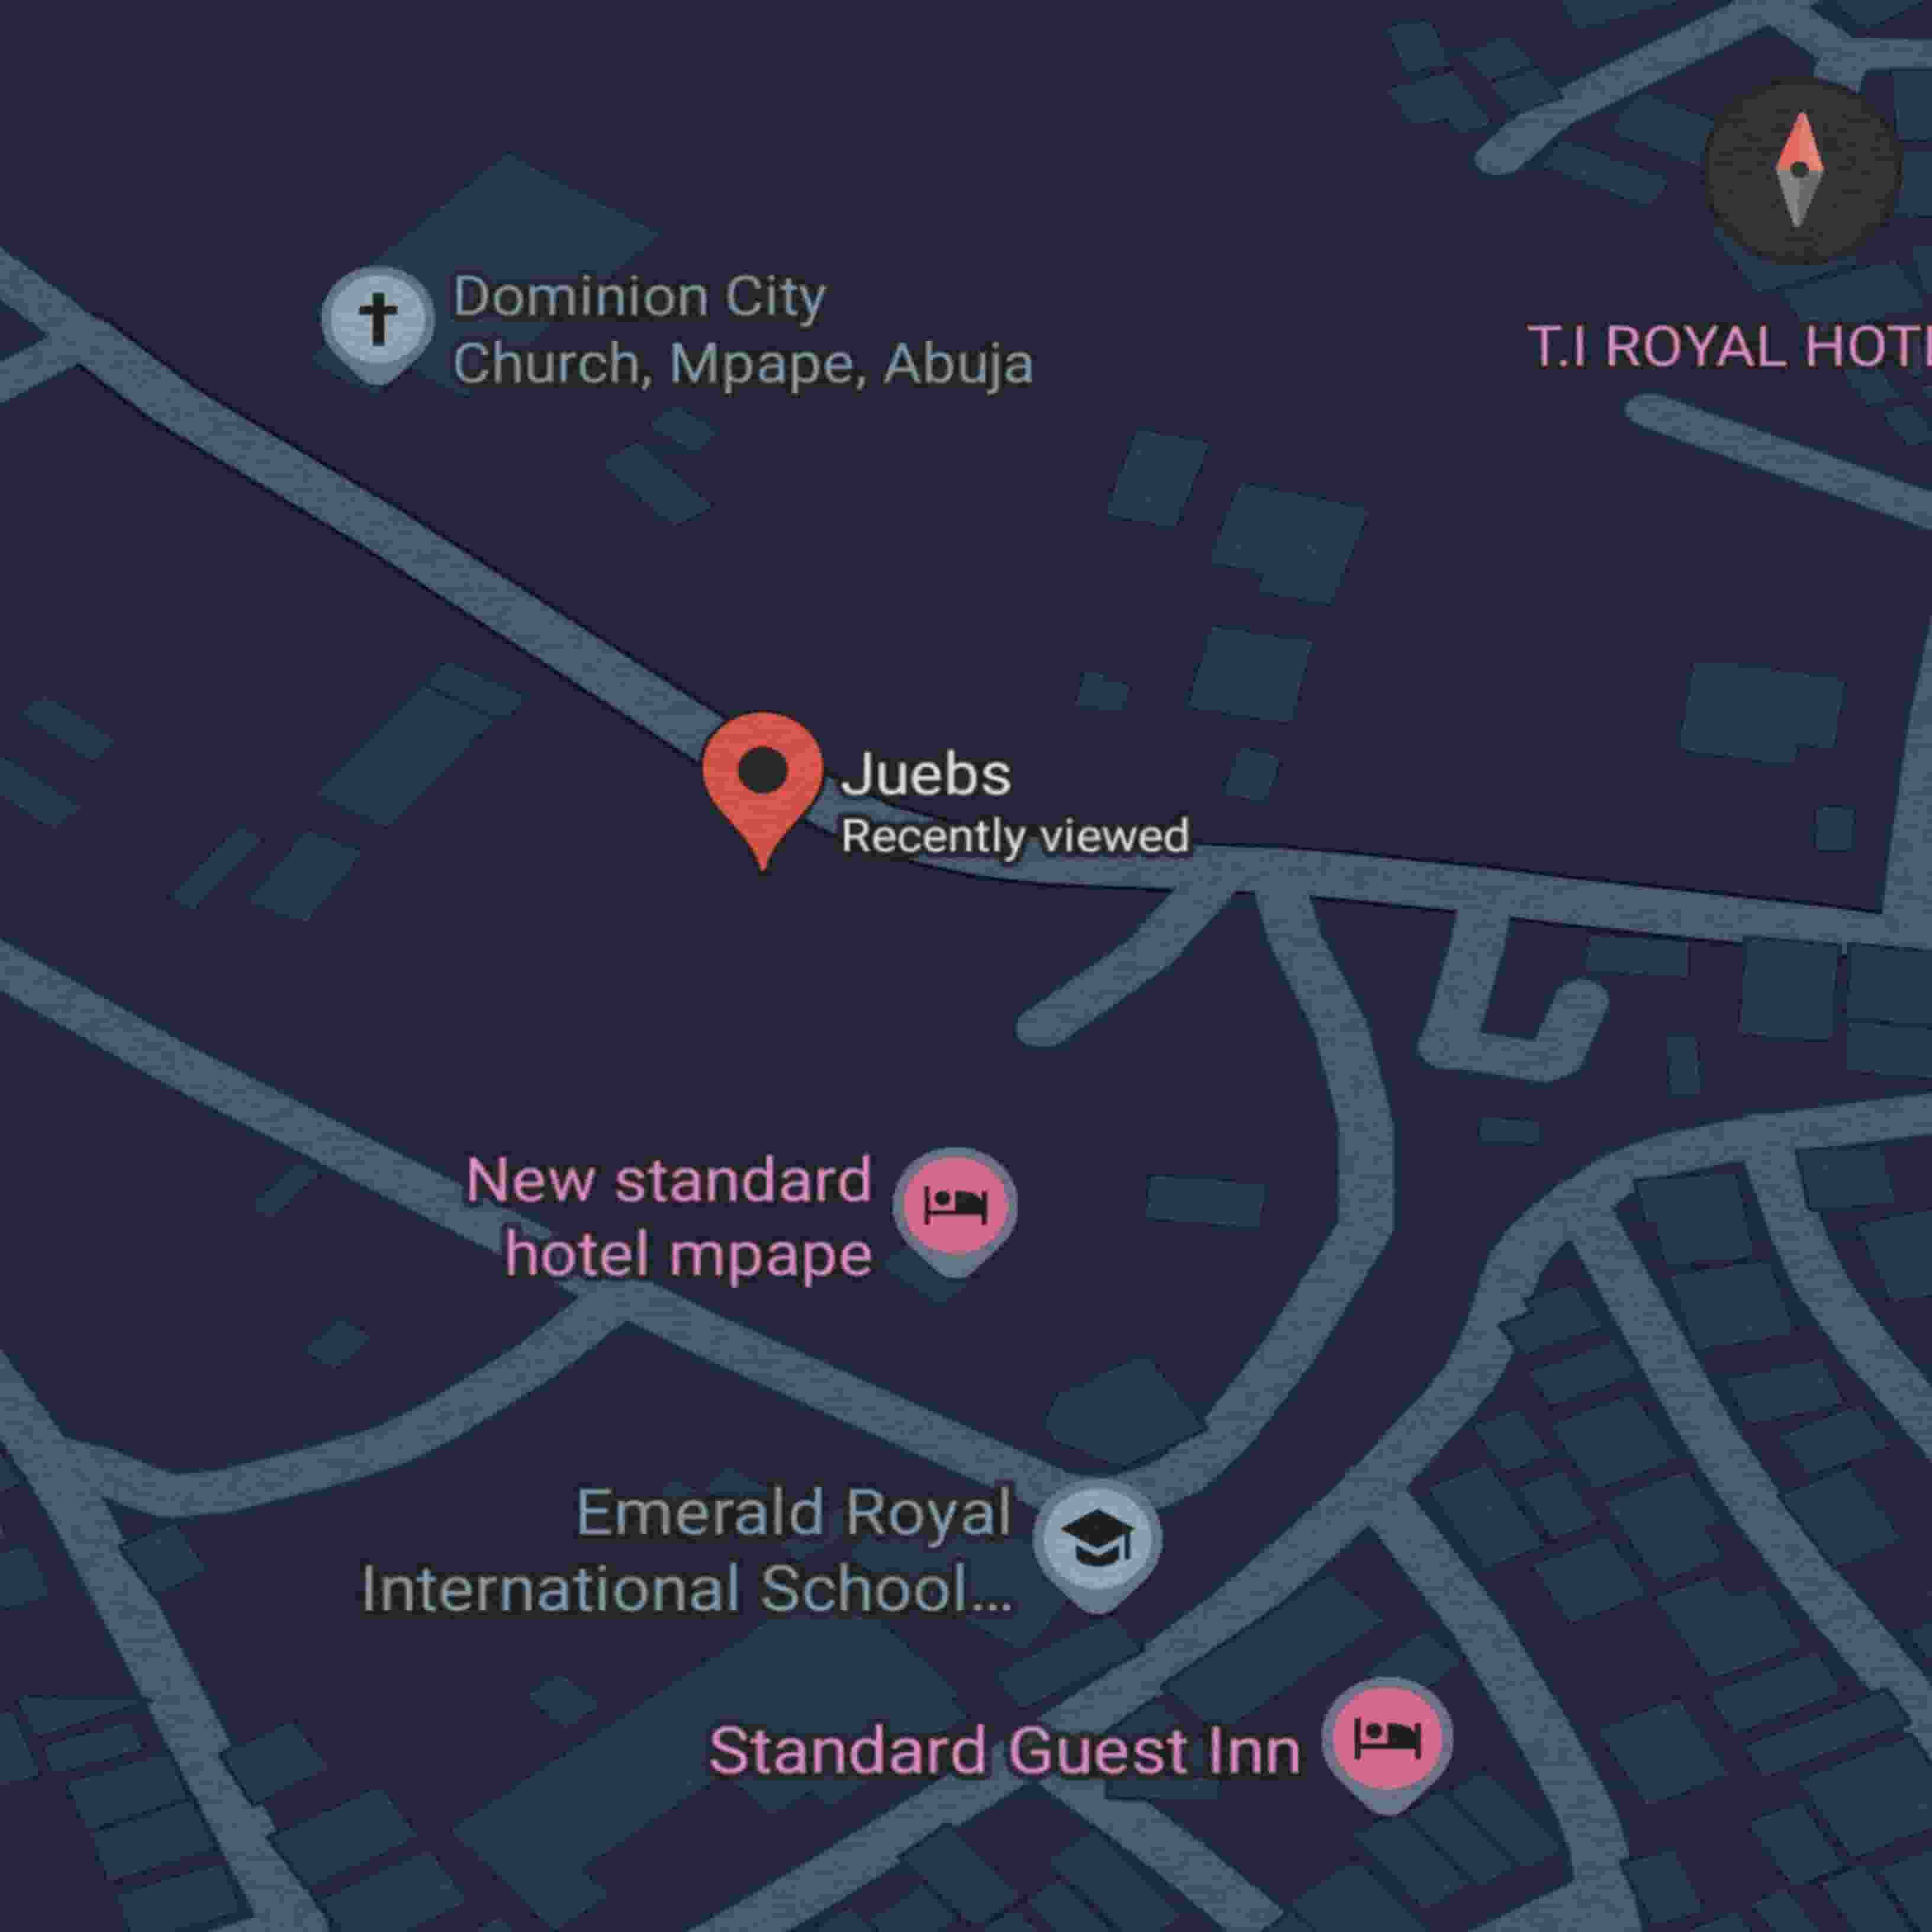 Dominion City
Church, Mpape, Abuja
T.I ROYAL HOT
Juebs
Recently viewed
New standard
hotel mpape
Emerald Royal
International School...
Standard Guest Inn